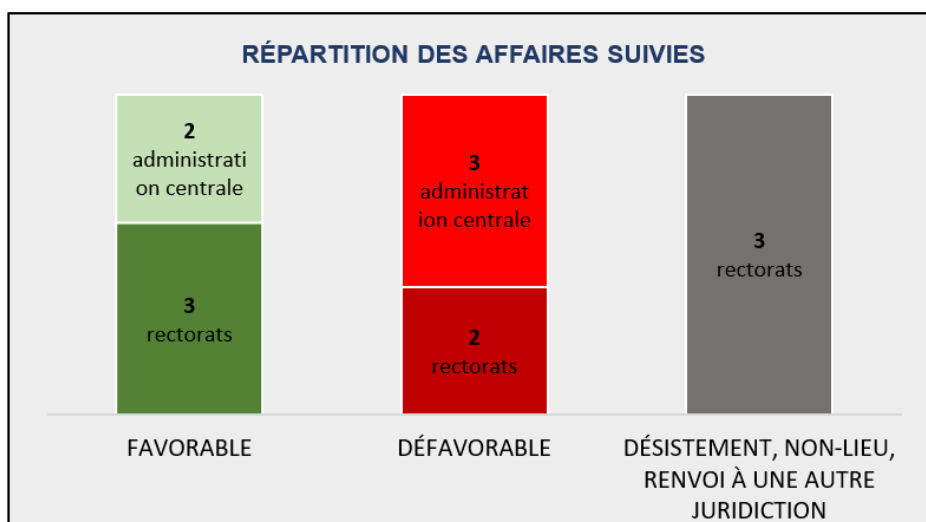 RÉPARTITION DES AFFAIRES SUIVIES
2
administrati
on centrale
3
rectorats
3
administrat
ion centrale
2
rectorats
3
rectorats
FAVORABLE
DÉFAVORABLE
DÉSISTEMENT, NON-LIEU,
RENVOI À UNE AUTRE
JURIDICTION